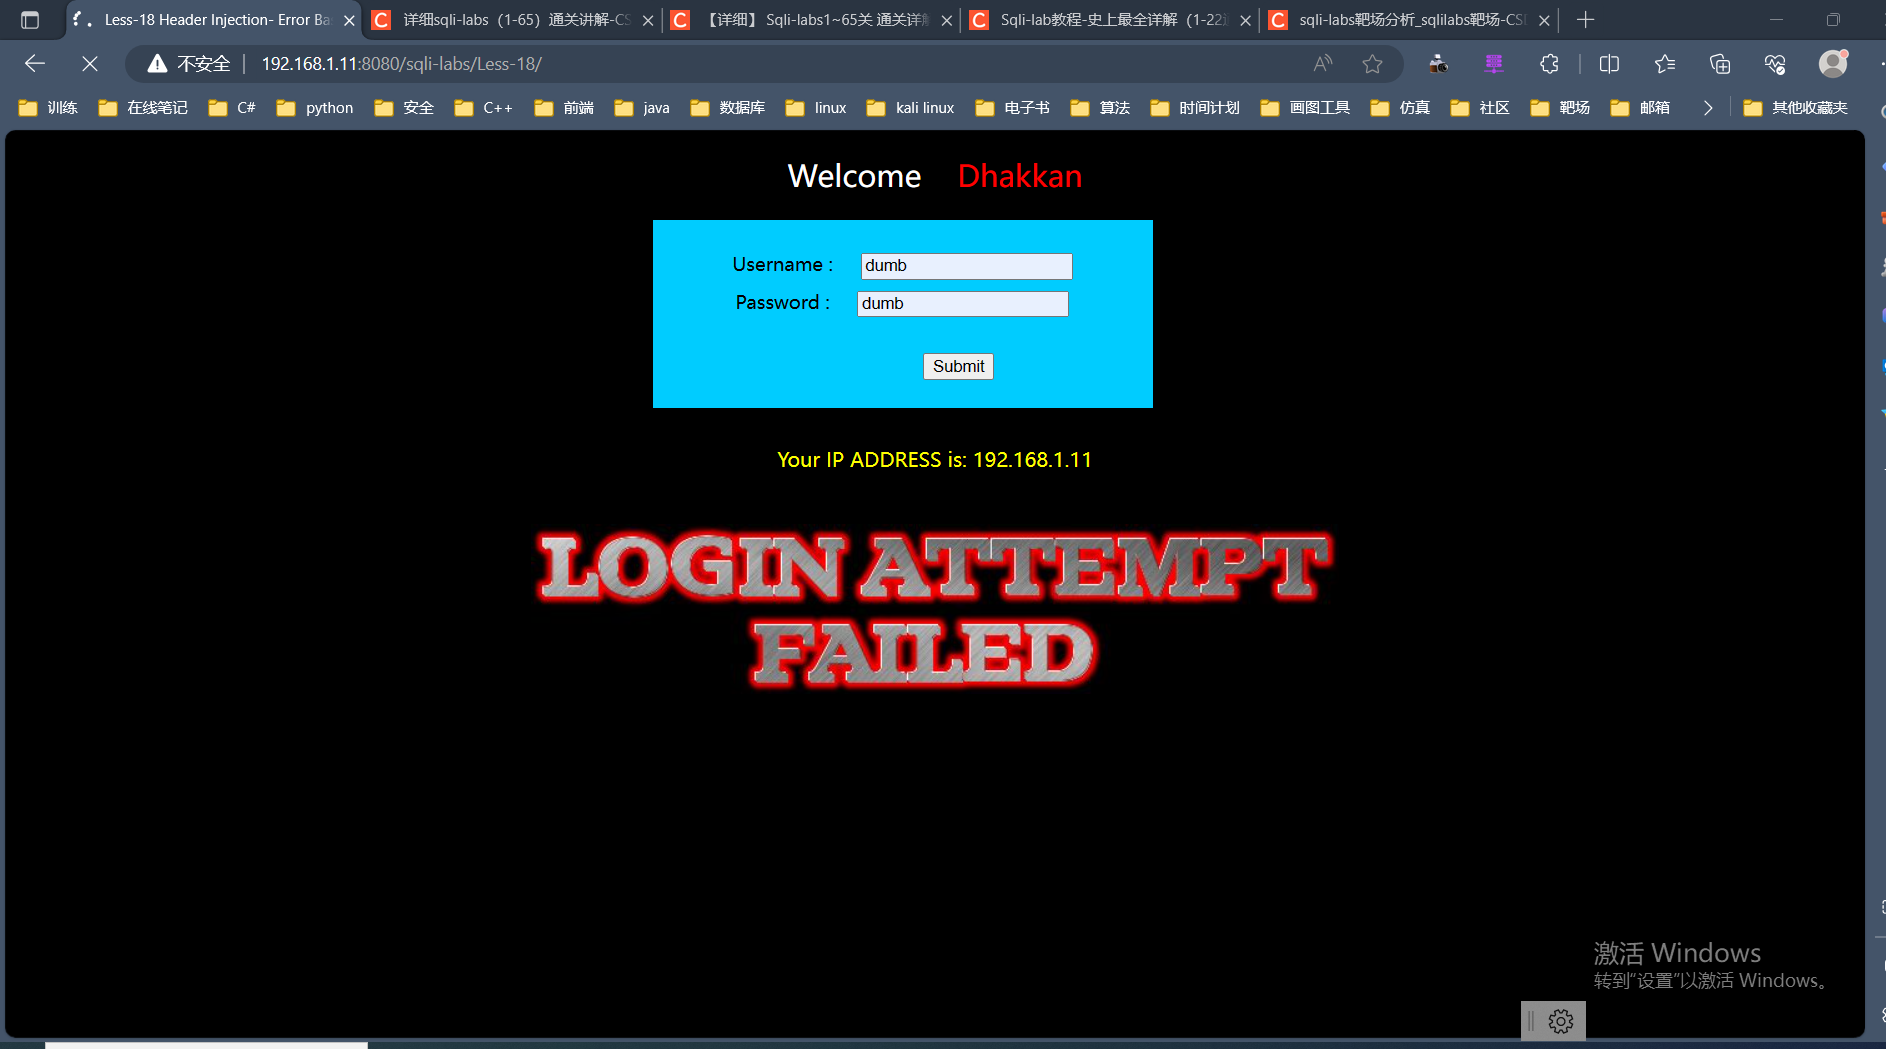 Less-18 Header Injection- Error Ba
详细sqli-labs（1-65）通关讲解-CS
【详细】Sqli-labs1~65关 通关详解
Sqli-lab教程-史上最全详解（1-22通
sqli-labs靶场分析_sqlilabs靶场-CSD
不安全
192.168.1.11:8080/sqli-labs/Less-18/
训练 在线笔记 C# python 安全 C++ 前端 java 数据库 linux kali linux 电子书 算法 时间计划 画图工具 仿真 社区 靶场 邮箱 其他收藏夹
Welcome Dhakkan
Username : dumb
Password : dumb
Submit
Your IP ADDRESS is: 192.168.1.11
LOGIN ATTEMPT
FAILED
激活 Windows
转到“设置”以激活 Windows。